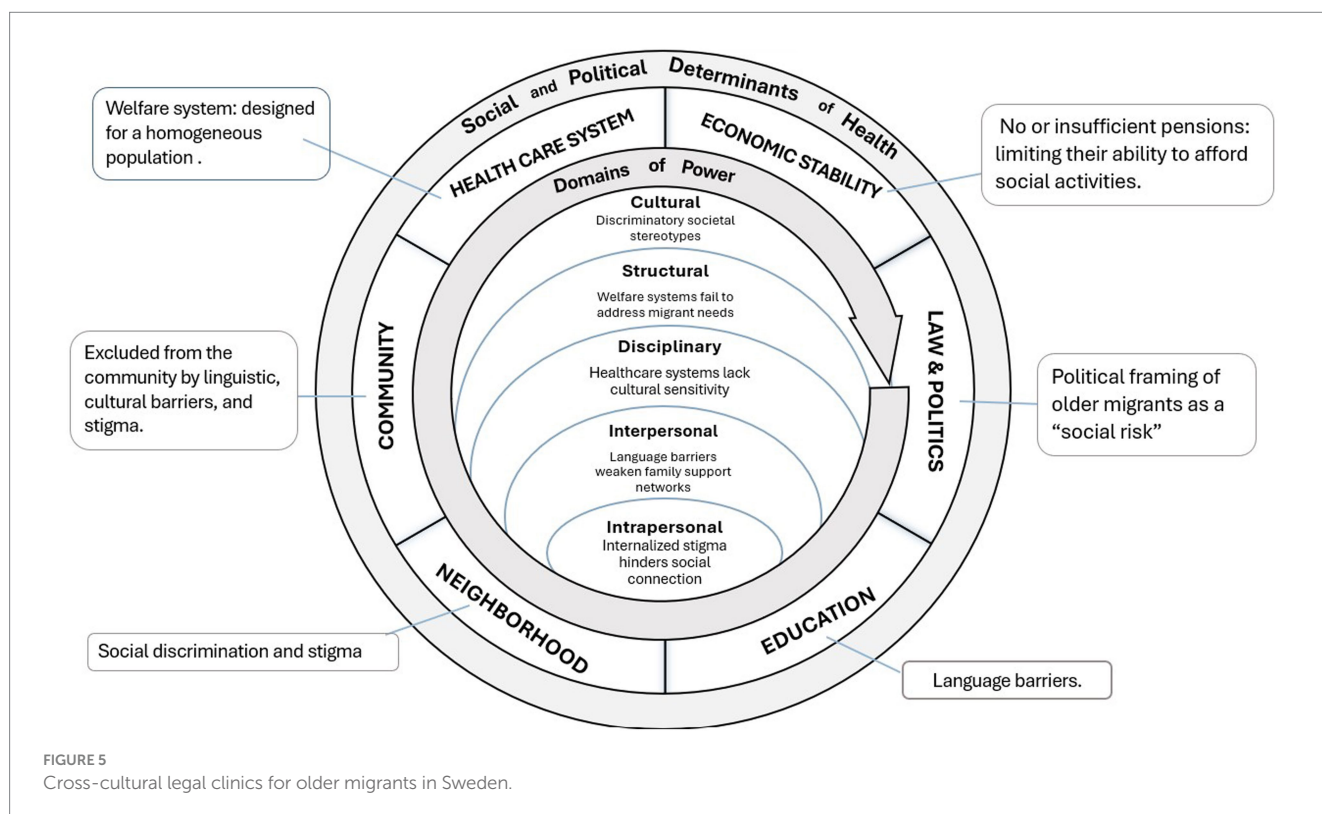 Social and Political Determinants of Health
HEALTH CARE SYSTEM
ECONOMIC STABILITY
LAW & POLITICS
EDUCATION
NEIGHBORHOOD
COMMUNITY
Domains of Power
Cultural
Discriminatory societal
stereotypes
Structural
Welfare systems fail to
address migrant needs
Disciplinary
Healthcare systems lack
cultural sensitivity
Interpersonal
Language barriers
weaken family support
networks
Intrapersonal
Internalized stigma
hinders social
connection
Welfare system: designed
for a homogeneous
population .
No or insufficient pensions:
limiting their ability to afford
social activities.
Excluded from the
community by linguistic,
cultural barriers, and
stigma.
Political framing of
older migrants as a
“social risk”
Social discrimination and stigma
Language barriers.
FIGURE 5
Cross-cultural legal clinics for older migrants in Sweden.